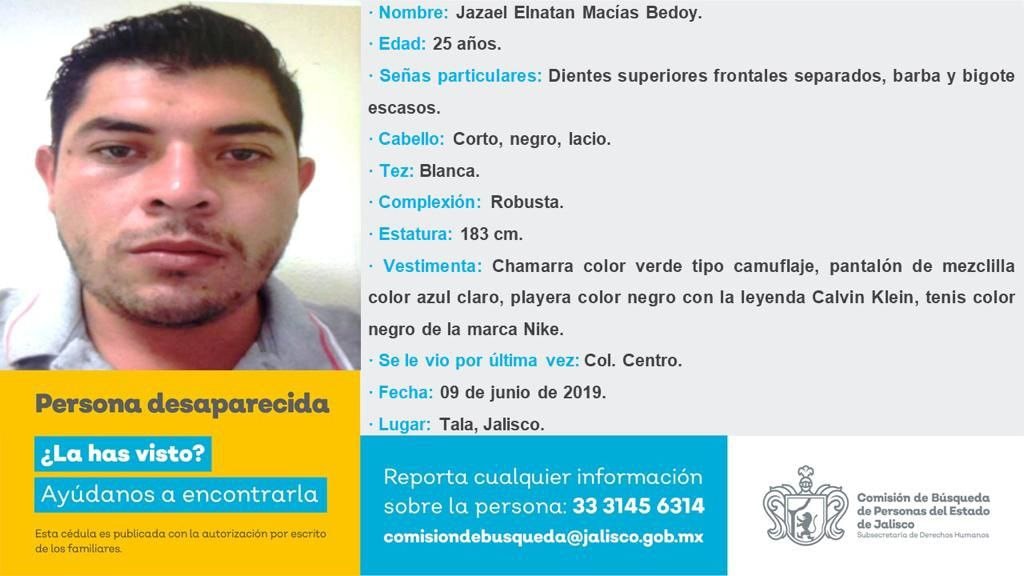 · Nombre: Jazael Elnatan Macías Bedoy.
· Edad: 25 años.
· Señas particulares: Dientes superiores frontales separados, barba y bigote
escasos.
· Cabello: Corto, negro, lacio.
· Tez: Blanca.
· Complexión: Robusta.
· Estatura: 183 cm.
· Vestimenta: Chamarra color verde tipo camuflaje, pantalón de mezclilla
color azul claro, playera color negro con la leyenda Calvin Klein, tenis color
negro de la marca Nike.
· Se le vio por última vez: Col. Centro.
· Fecha: 09 de junio de 2019.
· Lugar: Tala, Jalisco.
Persona desaparecida
¿La has visto?
Ayúdanos a encontrarla
Esta cédula es publicada con la autorización por escrito
de los familiares.
Reporta cualquier información
sobre la persona: 33 3145 6314
comisiondebusqueda@jalisco.gob.mx
Comisión de Búsqueda
de Personas del Estado
de Jalisco
Subsecretaría de Derechos Humanos